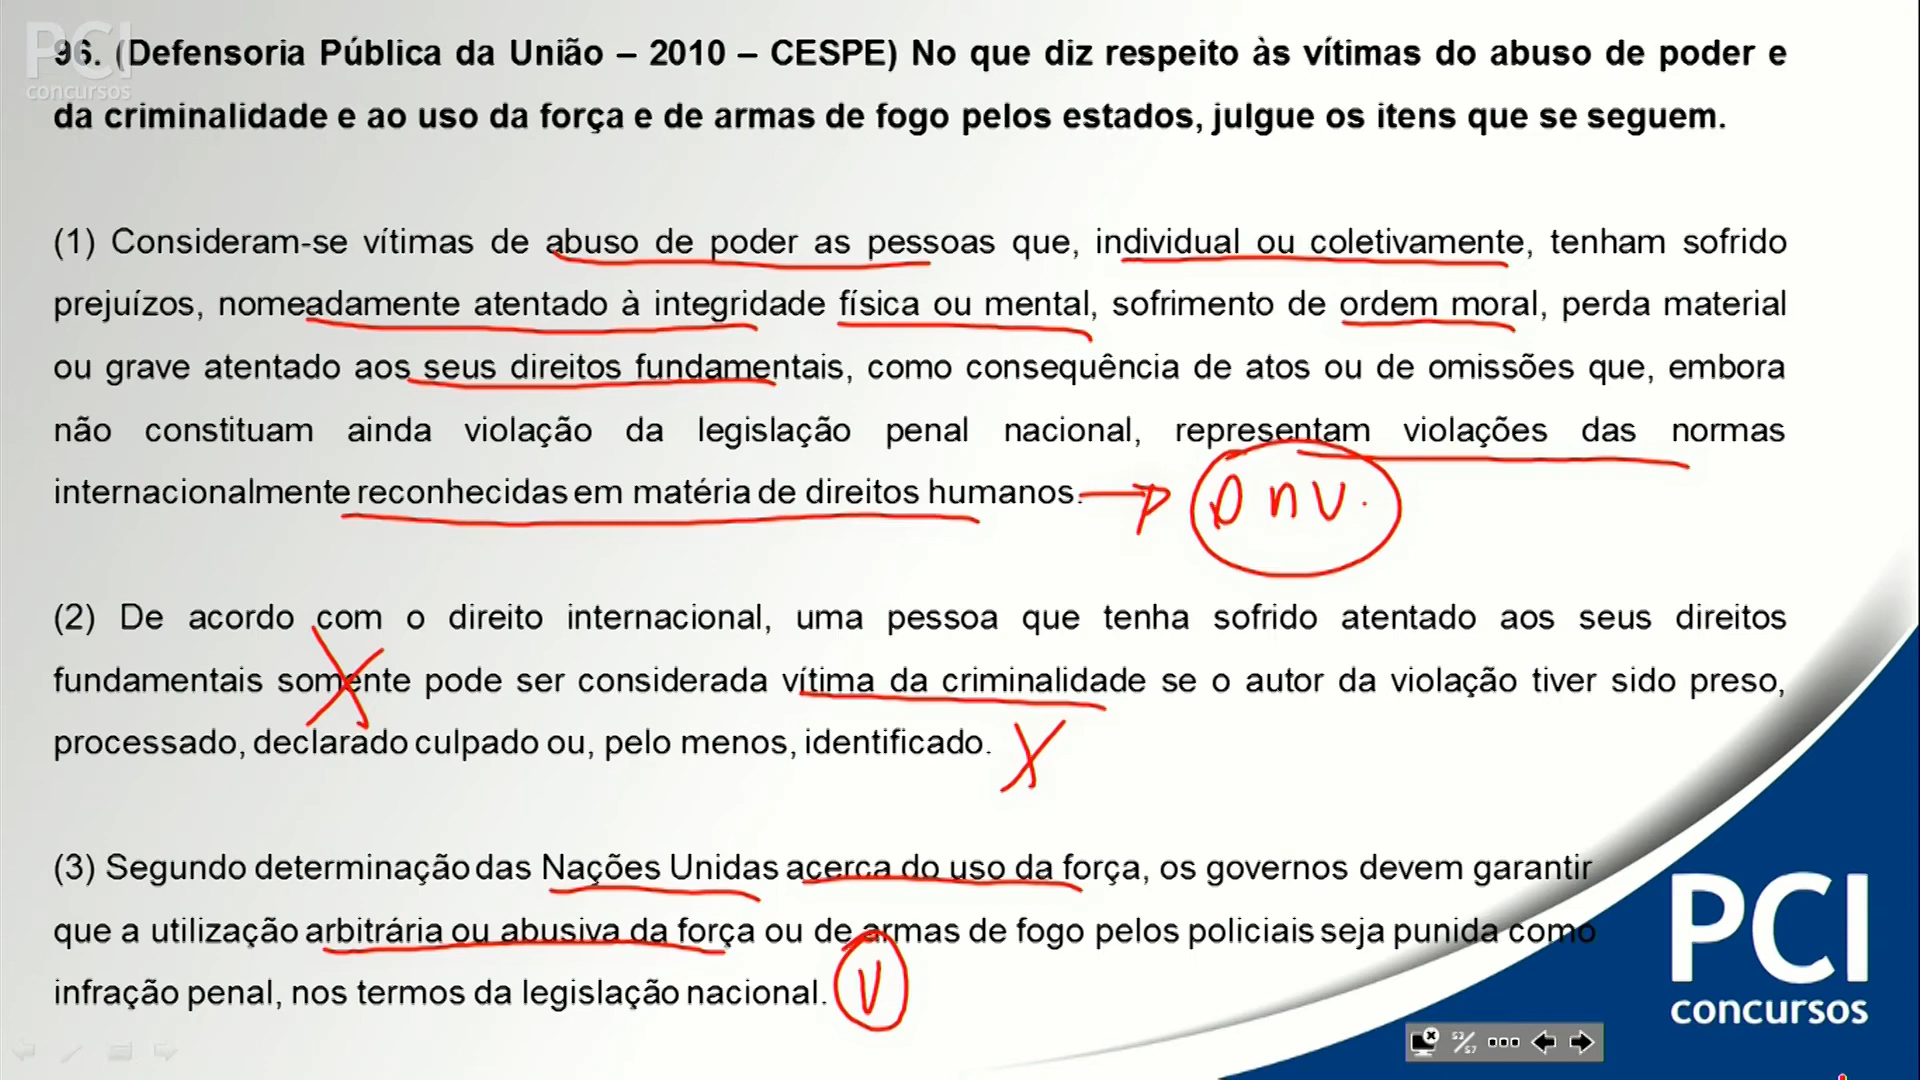 PCI
concursos
96. (Defensoria Pública da União – 2010 – CESPE) No que diz respeito às vítimas do abuso de poder e
da criminalidade e ao uso da força e de armas de fogo pelos estados, julgue os itens que se seguem.
(1) Consideram-se vítimas de abuso de poder as pessoas que, individual ou coletivamente, tenham sofrido
prejuízos, nomeadamente atentado à integridade física ou mental, sofrimento de ordem moral, perda material
ou grave atentado aos seus direitos fundamentais, como consequência de atos ou de omissões que, embora
não constituam ainda violação da legislação penal nacional, representam violações das normas
internacionalmente reconhecidas em matéria de direitos humanos.
(2) De acordo com o direito internacional, uma pessoa que tenha sofrido atentado aos seus direitos
fundamentais somente pode ser considerada vítima da criminalidade se o autor da violação tiver sido preso,
processado, declarado culpado ou, pelo menos, identificado.
(3) Segundo determinação das Nações Unidas acerca do uso da força, os governos devem garantir
que a utilização arbitrária ou abusiva da força ou de armas de fogo pelos policiais seja punida como
infração penal, nos termos da legislação nacional. V
PCI
concursos
52/57